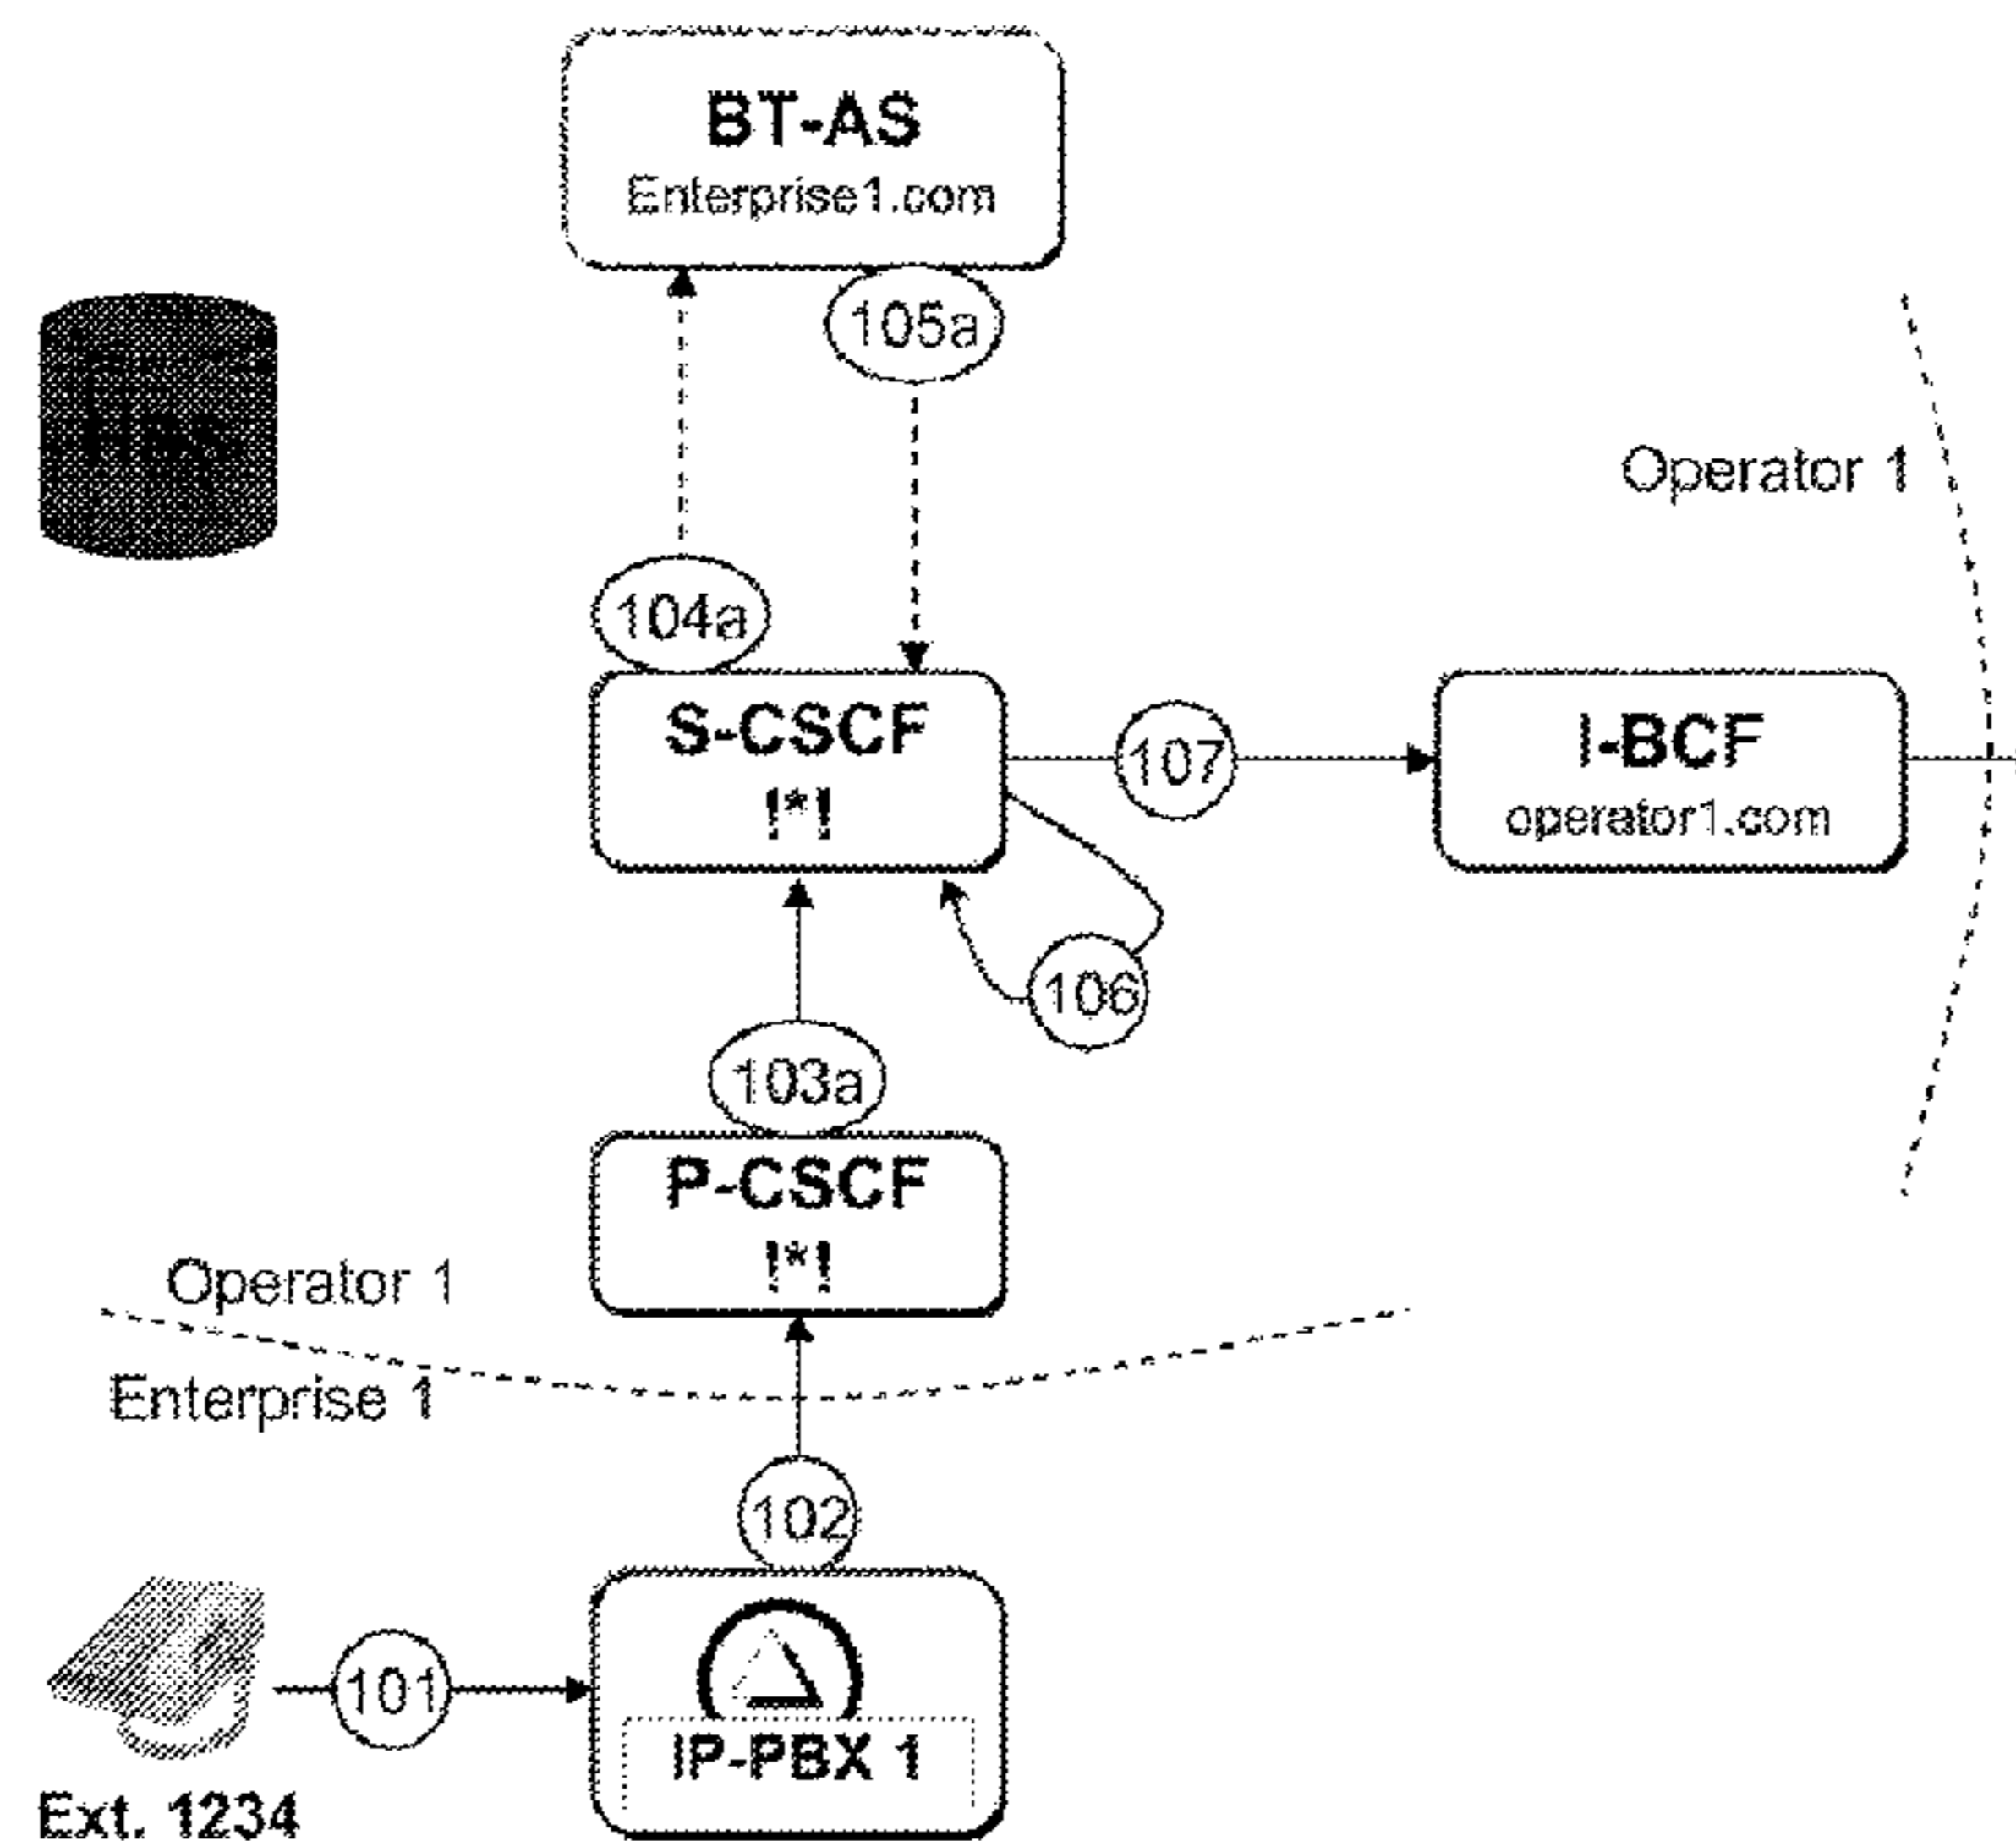 BT-AS
Enterprise1.com
105a
Operator 1
104a
S-CSCF
!*!
107
I-BCF
operator1.com
106
103a
P-CSCF
!*!
Operator 1
Enterprise 1
102
101
IP-PBX 1
Ext. 1234